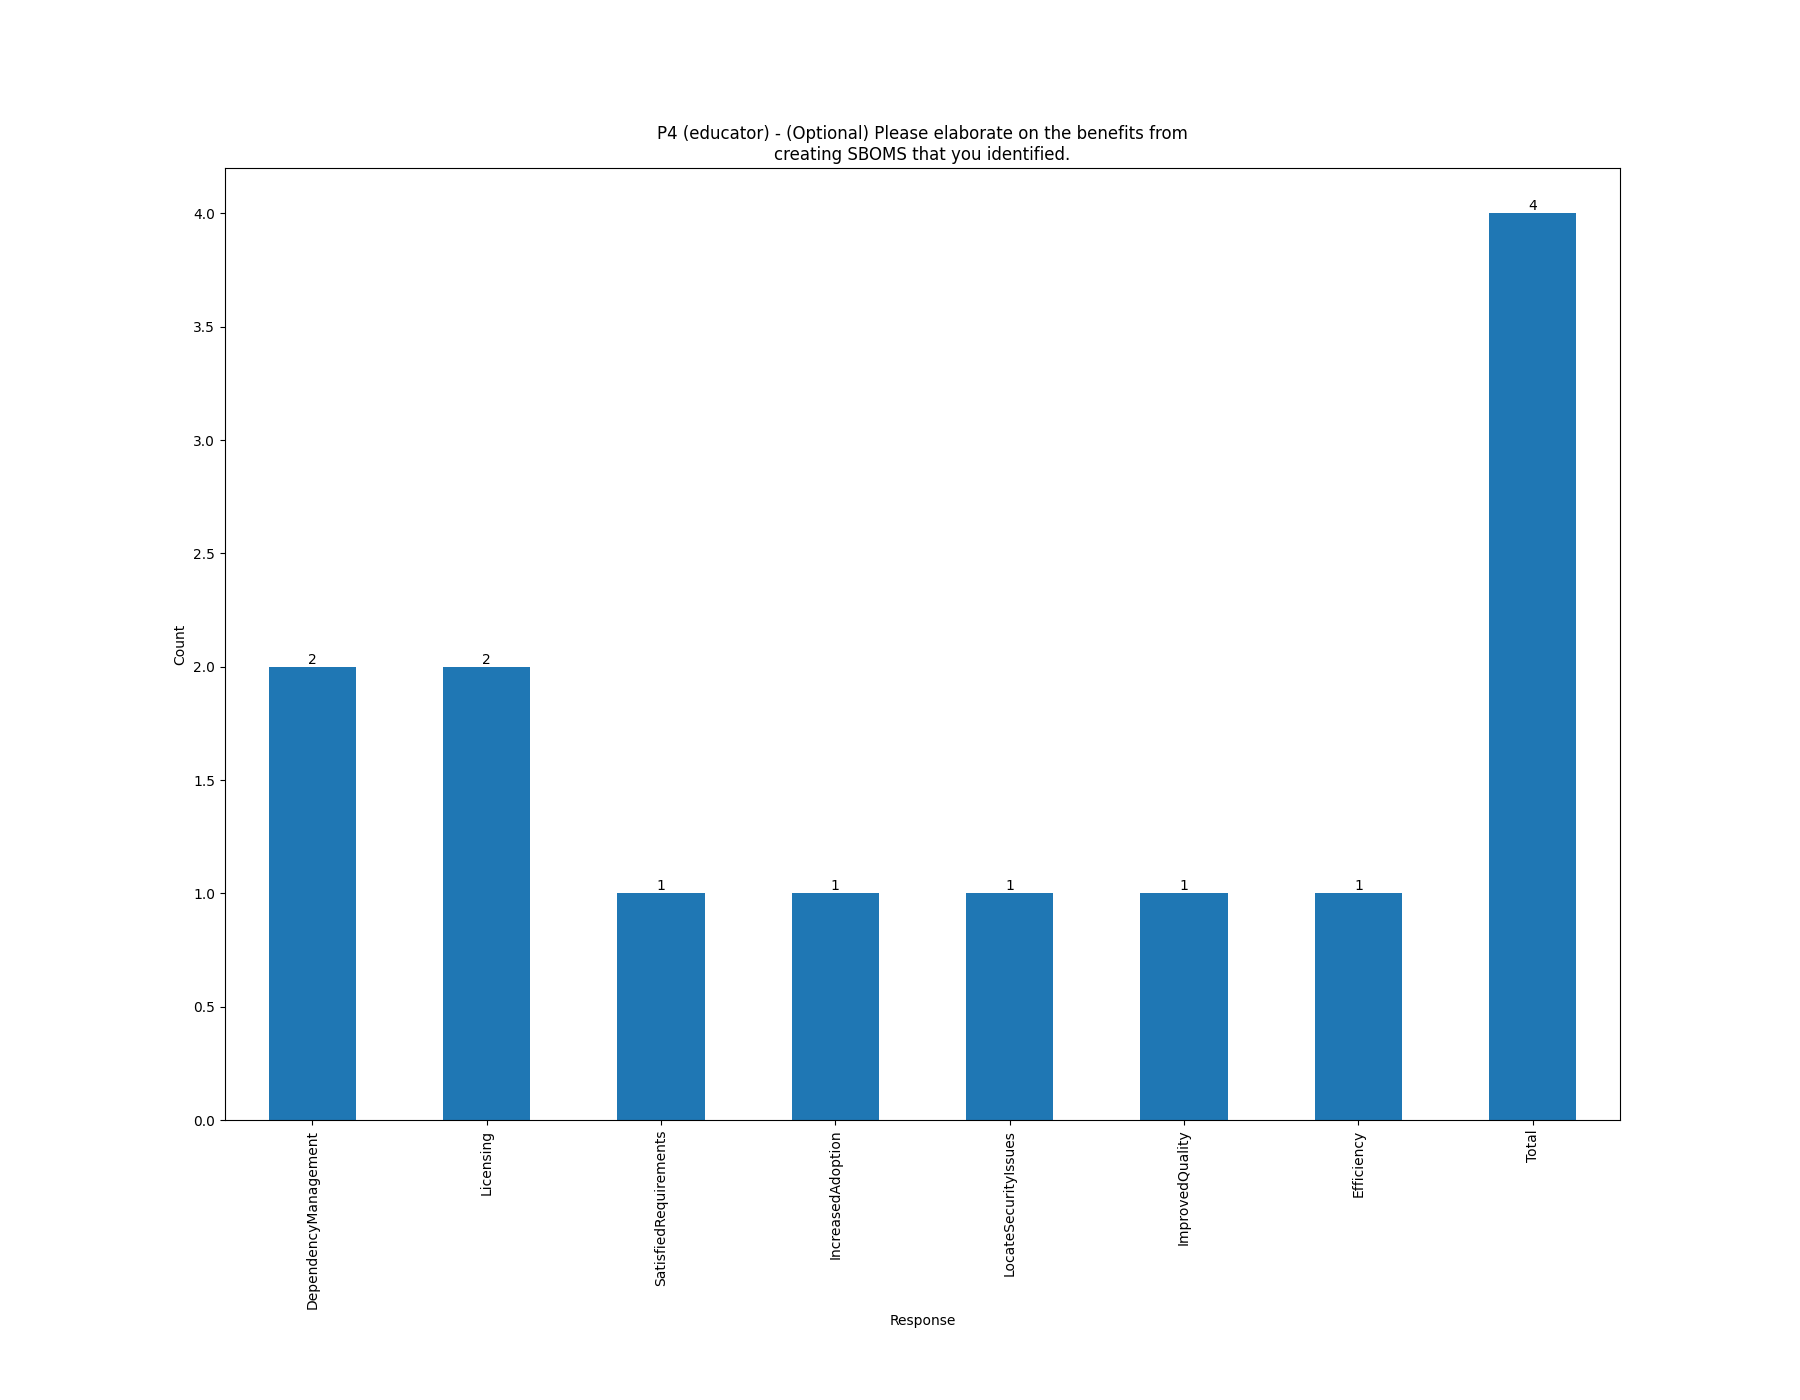 P4 (educator) - (Optional) Please elaborate on the benefits from
creating SBOMS that you identified.
Count
4.0
3.5
3.0
2.5
2.0
1.5
1.0
0.5
0.0
2
2
1
1
1
1
1
4
DependencyManagement
Licensing
SatisfiedRequirements
IncreasedAdoption
LocateSecurityIssues
ImprovedQuality
Efficiency
Total
Response